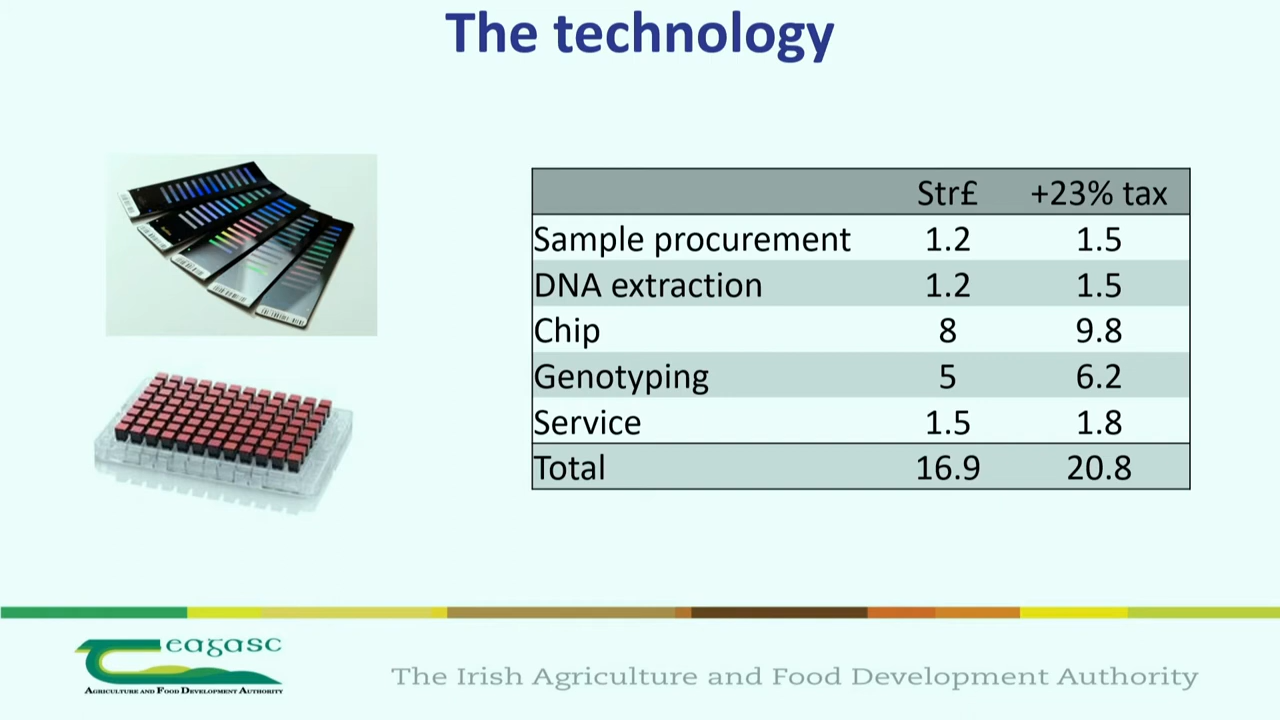 The technology
Str£ +23% tax
Sample procurement 1.2 1.5
DNA extraction 1.2 1.5
Chip 8 9.8
Genotyping 5 6.2
Service 1.5 1.8
Total 16.9 20.8
eagasc
AGRICULTURE AND FOOD DEVELOPMENT AUTHORITY
The Irish Agriculture and Food Development Authority